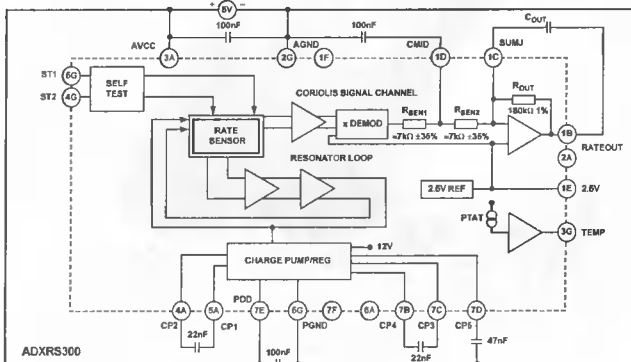 + 5V −
100nF
100nF
COUT
AVCC
3A
AGND
2G
1F
CMID
1D
SUMJ
1C
ST1
5G
ST2
4G
SELF
TEST
CORIOLIS SIGNAL CHANNEL
ROUT
180kΩ 1%
RATE
SENSOR
x DEMOD
RSEN1
≈7kΩ ±35%
RSEN2
≈7kΩ ±35%
1B
RATEOUT
2A
RESONATOR LOOP
2.5V REF
1E
2.5V
PTAT
3G
TEMP
12V
CHARGE PUMP/REG
PDD
4A
5A
7E
6G
7F
6A
7B
7C
7D
CP2
CP1
PGND
CP4
CP3
CP5
22nF
100nF
22nF
47nF
ADXRS300